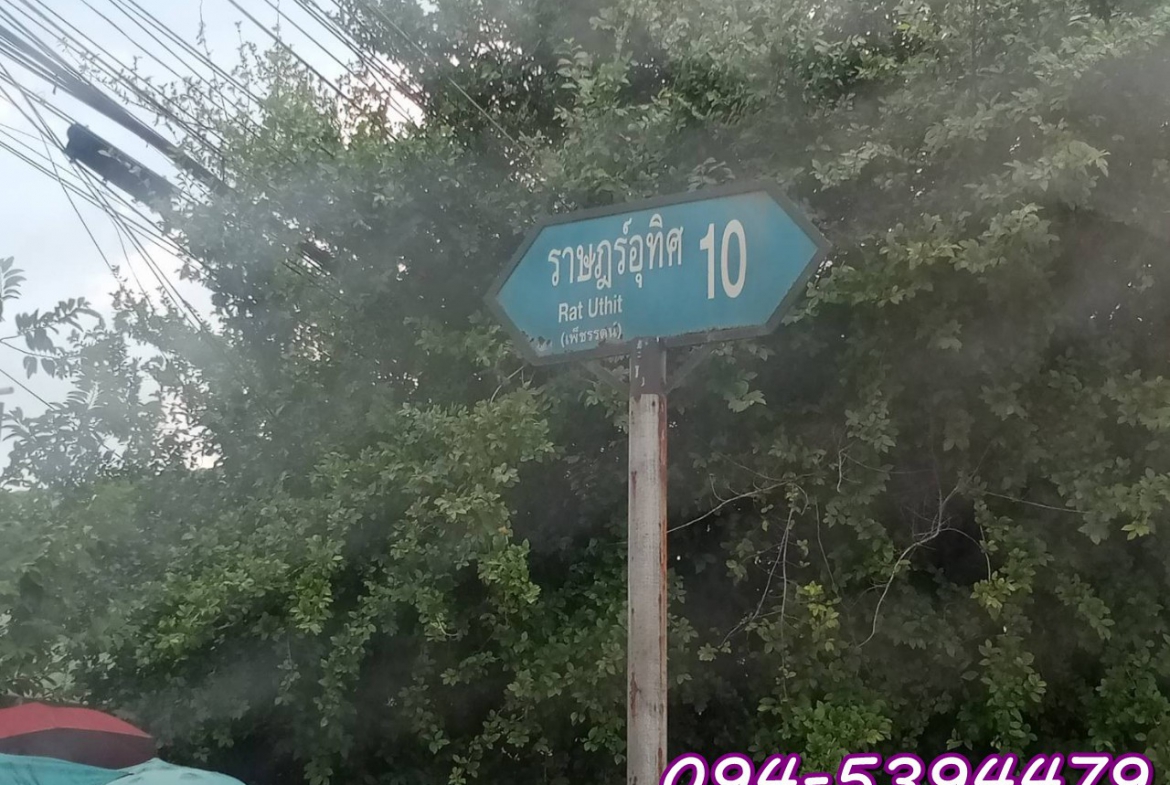 ราษฎร์อุทิศ 10
Rat Uthit
(เพ็ชรรัตน์)
094-5394479